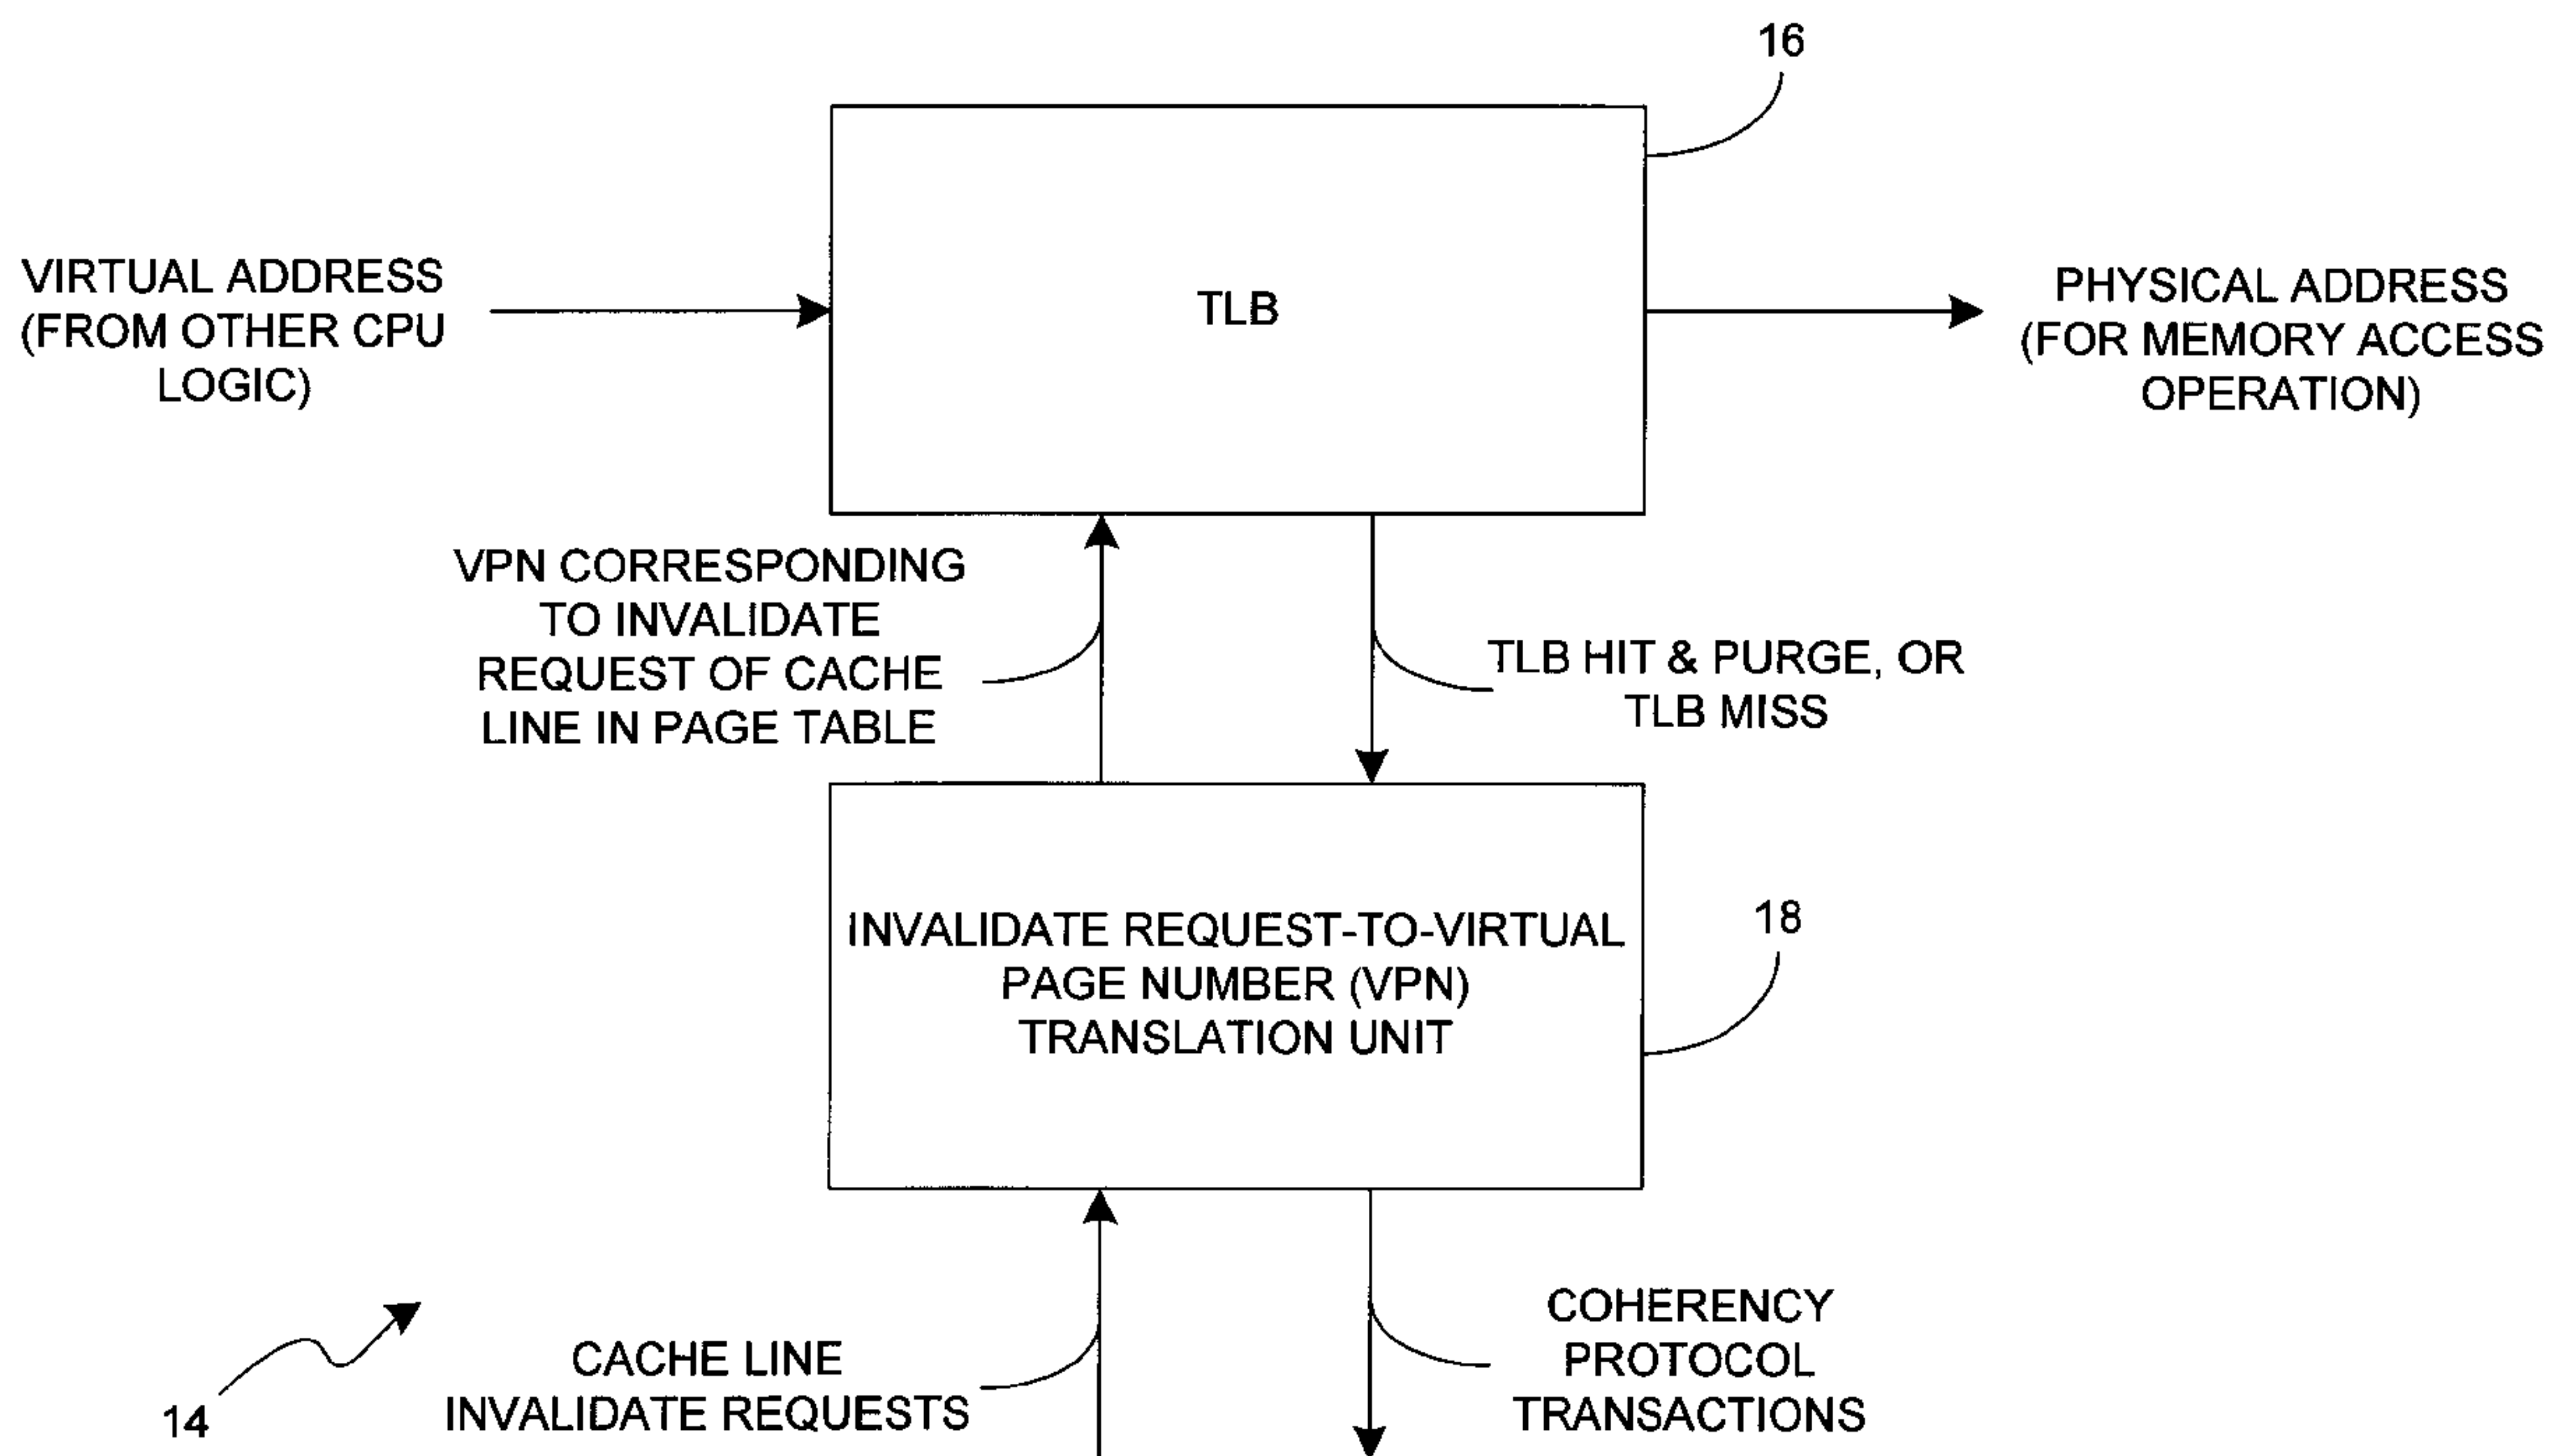 16
TLB
VIRTUAL ADDRESS
(FROM OTHER CPU
LOGIC)
PHYSICAL ADDRESS
(FOR MEMORY ACCESS
OPERATION)
VPN CORRESPONDING
TO INVALIDATE
REQUEST OF CACHE
LINE IN PAGE TABLE
TLB HIT & PURGE, OR
TLB MISS
18
INVALIDATE REQUEST-TO-VIRTUAL
PAGE NUMBER (VPN)
TRANSLATION UNIT
14
CACHE LINE
INVALIDATE REQUESTS
COHERENCY
PROTOCOL
TRANSACTIONS